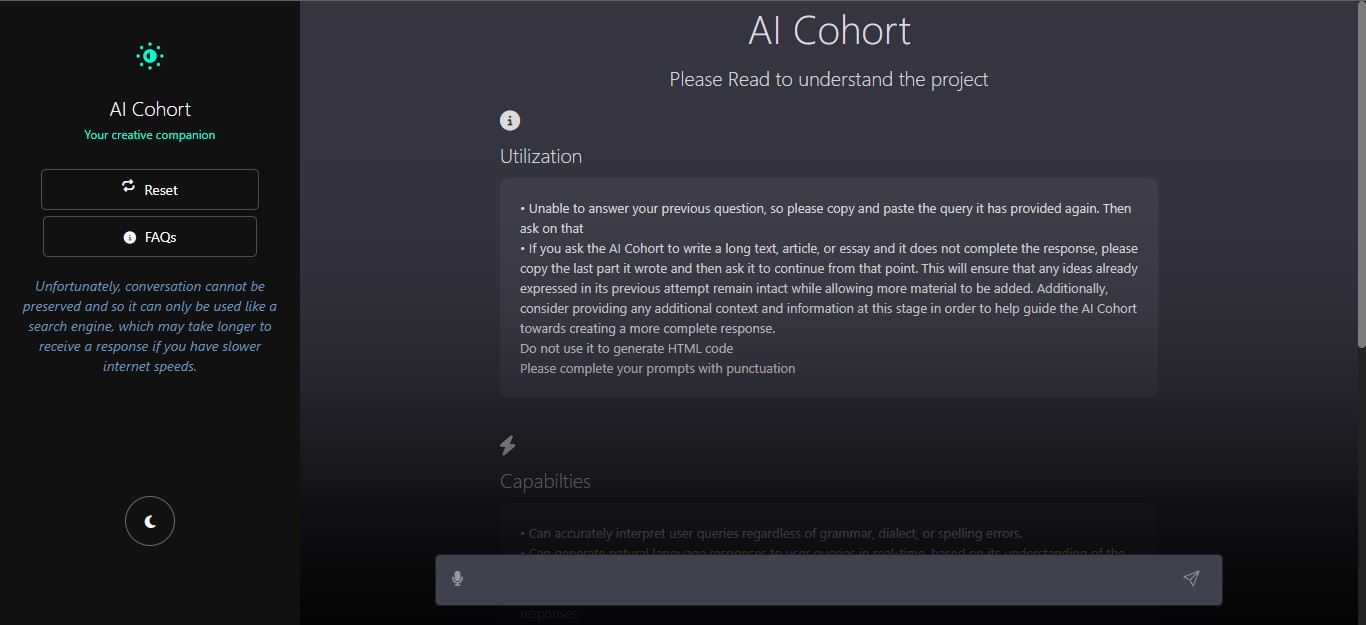 AI Cohort
Your creative companion
Reset
FAQs
Unfortunately, conversation cannot be
preserved and so it can only be used like a
search engine, which may take longer to
receive a response if you have slower
internet speeds.
AI Cohort
Please Read to understand the project
Utilization
• Unable to answer your previous question, so please copy and paste the query it has provided again. Then
ask on that
• If you ask the AI Cohort to write a long text, article, or essay and it does not complete the response, please
copy the last part it wrote and then ask it to continue from that point. This will ensure that any ideas already
expressed in its previous attempt remain intact while allowing more material to be added. Additionally,
consider providing any additional context and information at this stage in order to help guide the AI Cohort
towards creating a more complete response.
Do not use it to generate HTML code
Please complete your prompts with punctuation
Capabilties
• Can accurately interpret user queries regardless of grammar, dialect, or spelling errors.
• Can generate natural language responses to user queries in real-time, based on its understanding of the
responses